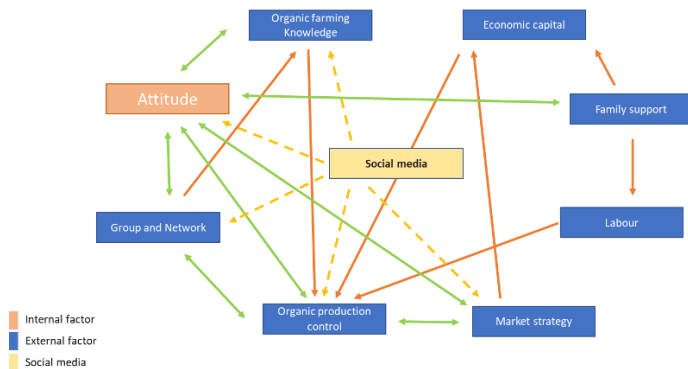 Organic farming
Knowledge
Economic capital
Attitude
Family support
Social media
Group and Network
Labour
Organic production
control
Market strategy
Internal factor
External factor
Social media